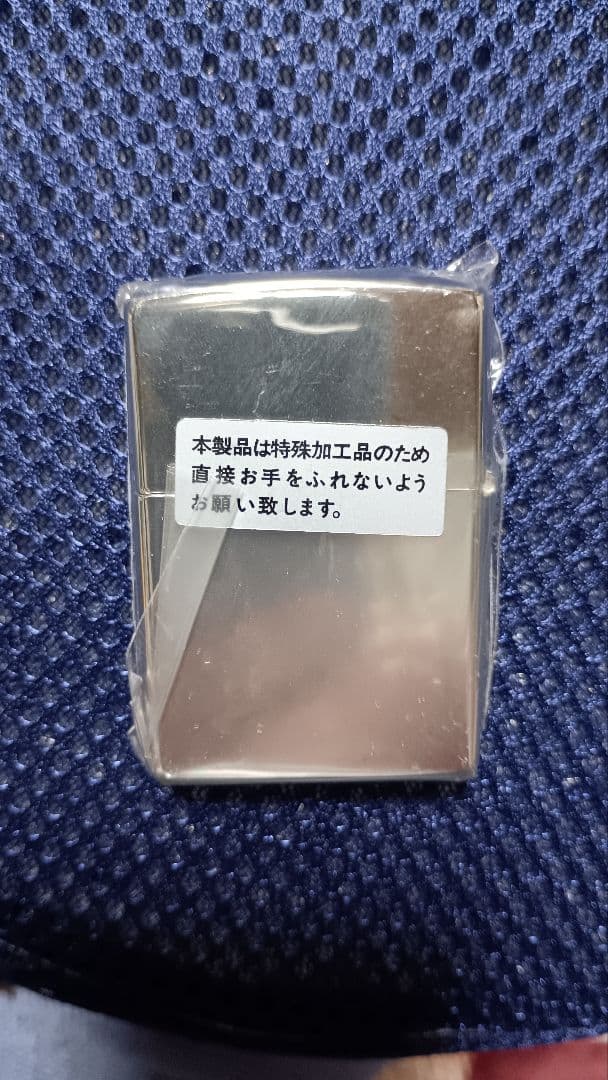 本製品は特殊加工品のため
直接お手をふれないよう
お願い致します。